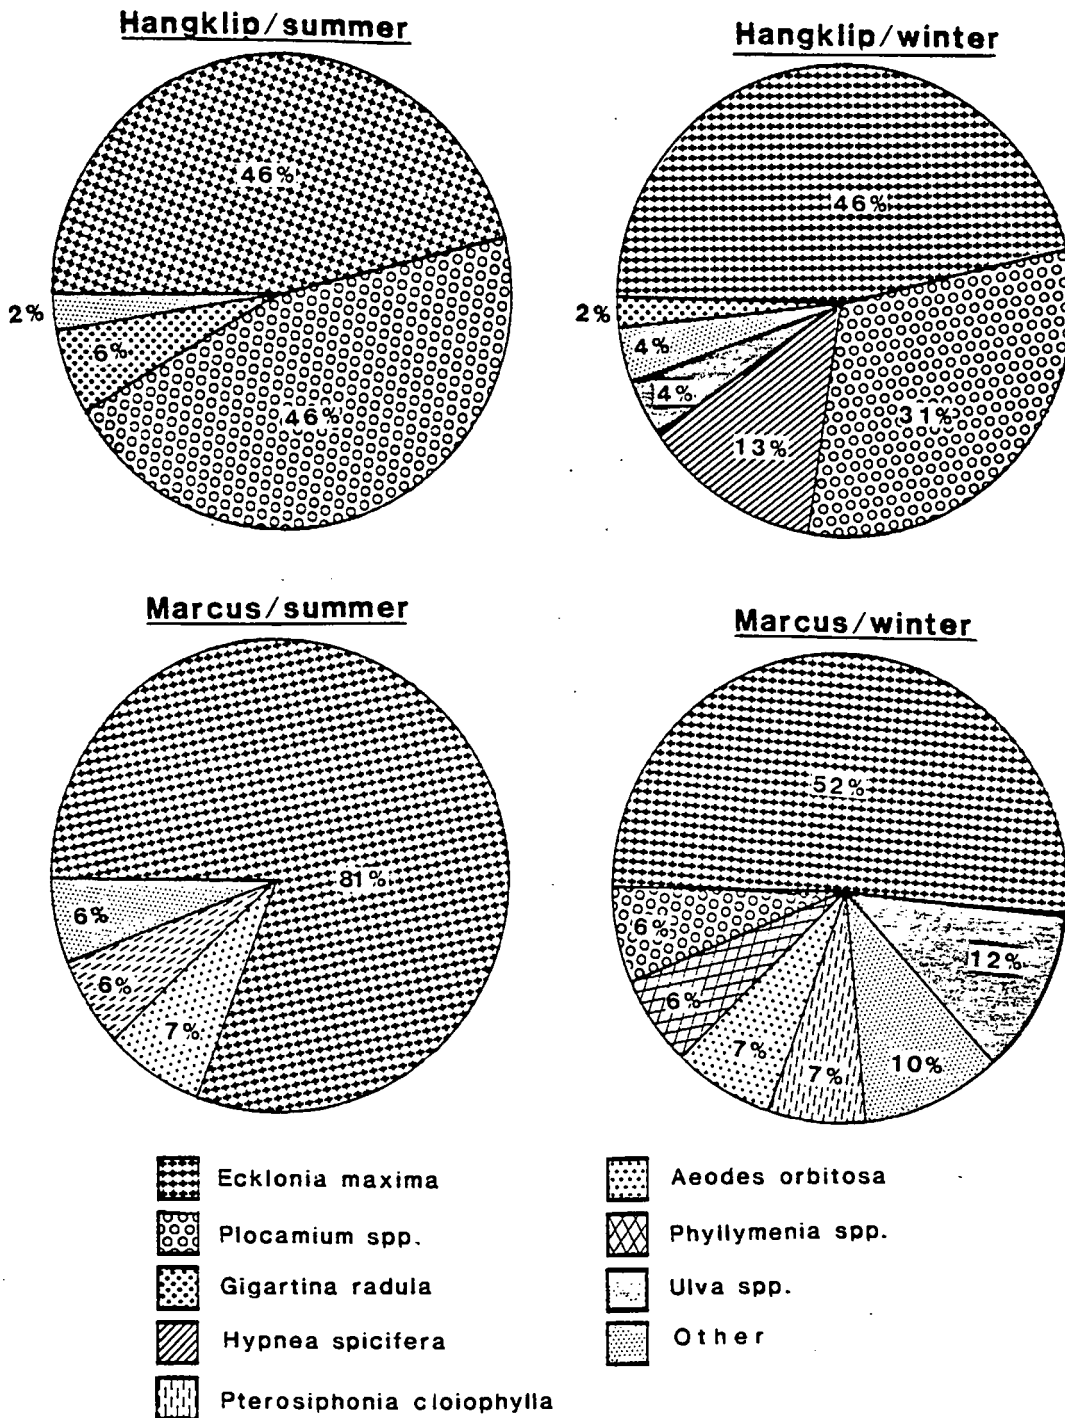 Hangklip/summer
46%
2%
6%
46%
Hangklip/winter
46%
2%
4%
4%
13%
31%
Marcus/summer
81%
6%
6%
7%
Marcus/winter
52%
6%
6%
7%
7%
10%
12%
Ecklonia maxima
Plocamium spp.
Gigartina radula
Hypnea spicifera
Pterosiphonia cloiophylla
Aeodes orbitosa
Phyllymenia spp.
Ulva spp.
Other